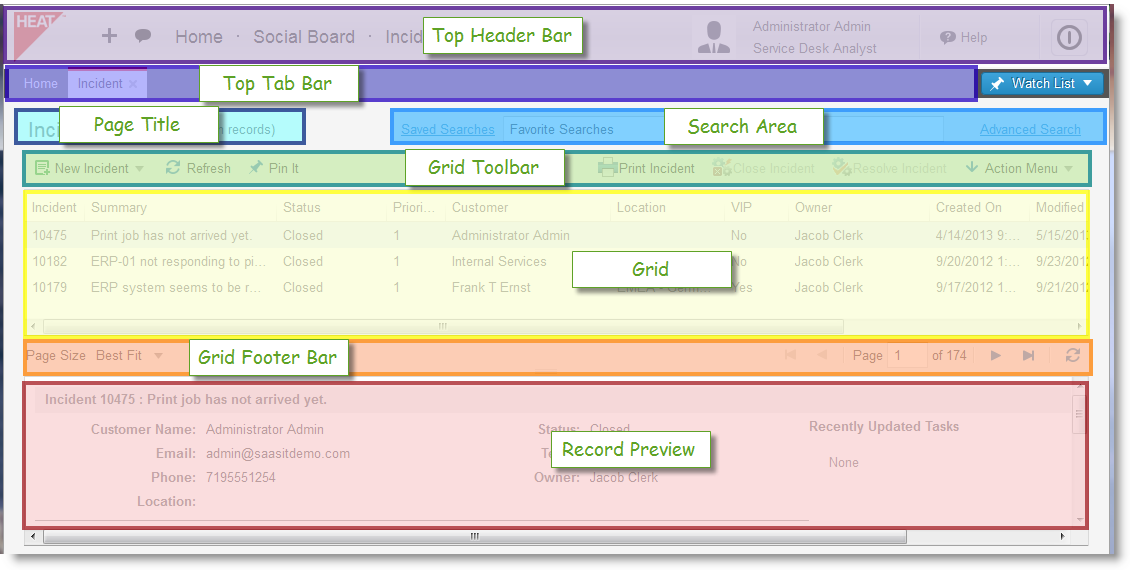 HEAT
Home · Social Board · Incid
Top Header Bar
Administrator Admin
Service Desk Analyst
Help
Home
Incident
Top Tab Bar
Watch List
Page Title
records)
Saved Searches
Favorite Searches
Search Area
Advanced Search
New Incident Refresh Pin It
Grid Toolbar
Print Incident Close Incident Resolve Incident Action Menu
Incident Summary Status Priori... Customer Location VIP Owner Created On Modified
10475 Print job has not arrived yet. Closed 1 Administrator Admin No Jacob Clerk 4/14/2013 9:... 5/15/201
10182 ERP-01 not responding to pi... Closed 1 Internal Services No Jacob Clerk 9/20/2012 1:... 9/23/201
Grid
10179 ERP system seems to be r... Closed 1 Frank T Ernst Yes Jacob Clerk 9/17/2012 1... 9/21/201
Page Size Best Fit
Grid Footer Bar
Page 1 of 174
Incident 10475 : Print job has not arrived yet.
Customer Name: Administrator Admin Status: Closed Recently Updated Tasks
Email: admin@saasitdemo.com
Record Preview
None
Phone: 7195551254 Owner: Jacob Clerk
Location: